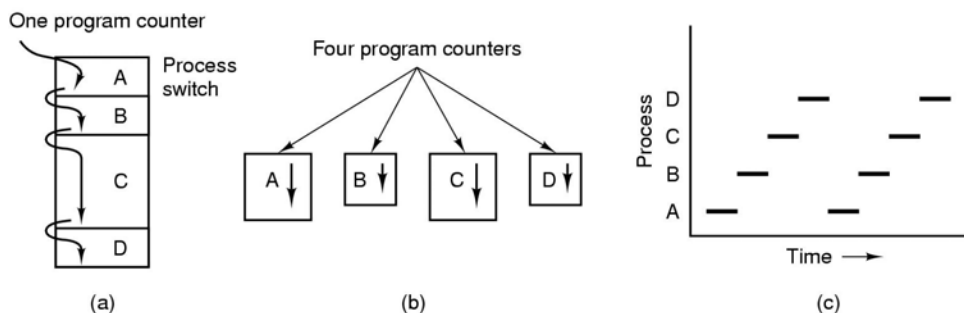 One program counter
Process
switch
A
B
C
D
(a)
Four program counters
A
B
C
D
(b)
Process
D
C
B
A
Time
(c)